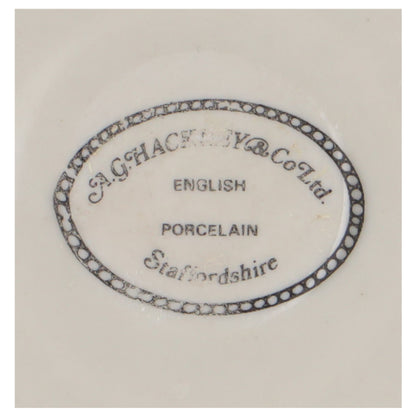 A.G. HACKNEY & Co Ltd.
ENGLISH
PORCELAIN
Staffordshire